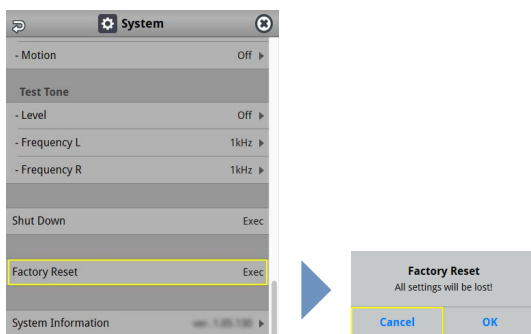 System
- Motion Off
Test Tone
- Level Off
- Frequency L 1kHz
- Frequency R 1kHz
Shut Down Exec
Factory Reset Exec
System Information
Factory Reset
All settings will be lost!
Cancel OK